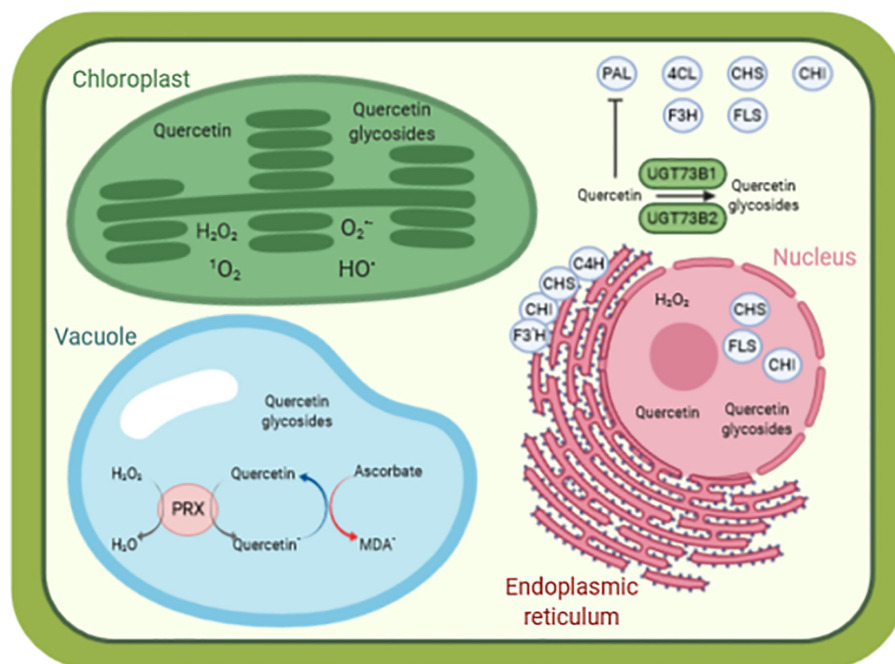 Chloroplast
Quercetin
Quercetin
glycosides
H₂O₂
O₂•⁻
¹O₂
HO•
PAL
4CL
CHS
CHI
F3H
FLS
UGT73B1
Quercetin
Quercetin
glycosides
UGT73B2
Nucleus
C4H
CHS
CHI
F3'H
H₂O₂
CHS
FLS
CHI
Quercetin
Quercetin
glycosides
Vacuole
Quercetin
glycosides
H₂O₂
Quercetin
Ascorbate
PRX
H₂O
Quercetin⁻
MDA⁻
Endoplasmic
reticulum